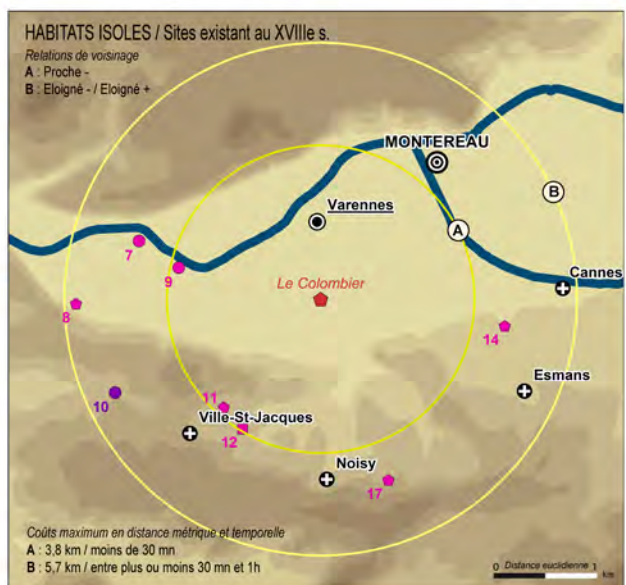 HABITATS ISOLES / Sites existant au XVIIIe s.
Relations de voisinage
A : Proche -
B : Eloigné - / Eloigné +
MONTEREAU
B
Varennes
A
7
9
Cannes
Le Colombier
8
14
10
Esmans
11
Ville-St-Jacques
12
Noisy
17
Coûts maximum en distance métrique et temporelle
A : 3,8 km / moins de 30 mn
B : 5,7 km / entre plus ou moins 30 mn et 1h
0 Distance euclidienne 1
km